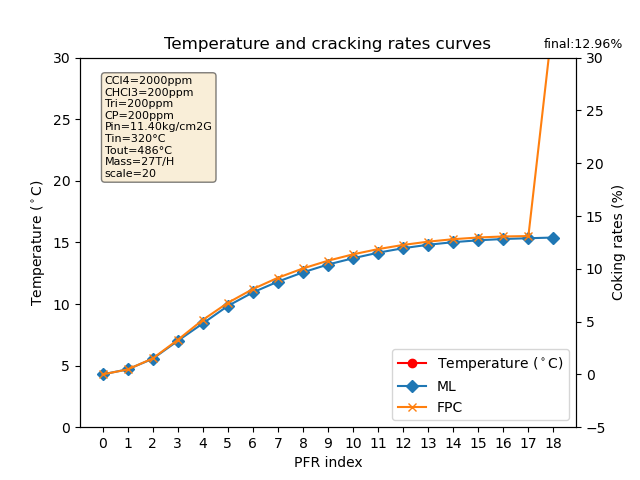 Temperature and cracking rates curves
final:12.96%
CCl4=2000ppm
CHCl3=200ppm
Tri=200ppm
CP=200ppm
Pin=11.40kg/cm2G
Tin=320°C
Tout=486°C
Mass=27T/H
scale=20
30
25
20
15
10
5
0
Temperature (°C)
30
25
20
15
10
5
0
−5
Coking rates (%)
Temperature (°C)
ML
FPC
0 1 2 3 4 5 6 7 8 9 10 11 12 13 14 15 16 17 18
PFR index